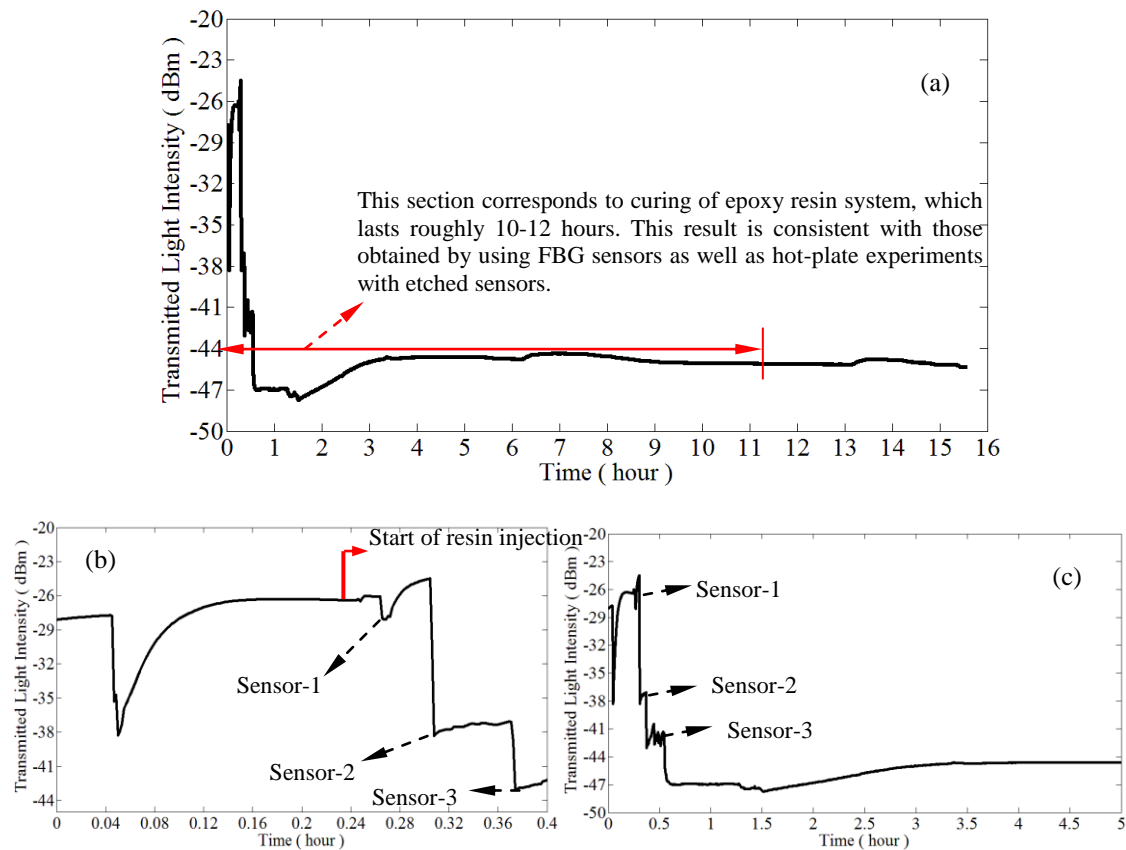 -20
-23
(a)
-26
-29
-32
This section corresponds to curing of epoxy resin system, which
-35
lasts roughly 10-12 hours. This result is consistent with those
obtained by using FBG sensors as well as hot-plate experiments
-38
with etched sensors.
-41
-44
-47
-50
Transmitted Light Intensity ( dBm )
0 1 2 3 4 5 6 7 8 9 10 11 12 13 14 15 16
Time ( hour )
-20
Start of resin injection
(b)
-23
-26
-29
-32
Sensor-1
-35
-38
Sensor-2
-41
Sensor-3
-44
Transmitted Light Intensity ( dBm )
0 0.04 0.08 0.12 0.16 0.20 0.24 0.28 0.32 0.36 0.4
Time ( hour )
-20
-23
(c)
Sensor-1
-26
-29
-32
-35
Sensor-2
-38
Sensor-3
-41
-44
-47
-50
Transmitted Light Intensity ( dBm )
0 0.5 1 1.5 2 2.5 3 3.5 4 4.5 5
Time ( hour )